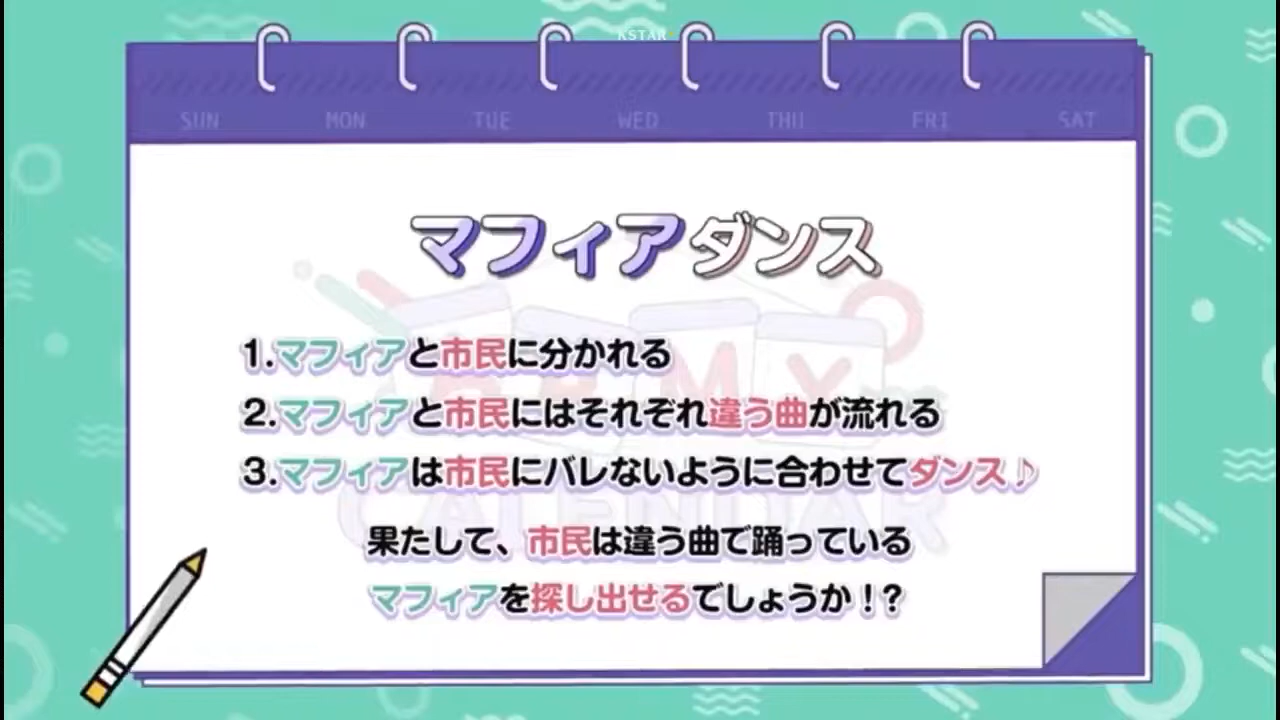 KSTAR
SUN MON TUE WED THU FRI SAT
マフィアダンス
ARMY
CALENDAR
1.マフィアと市民に分かれる
2.マフィアと市民にはそれぞれ違う曲が流れる
3.マフィアは市民にバレないように合わせてダンス♪
果たして、市民は違う曲で踊っている
マフィアを探し出せるでしょうか！？